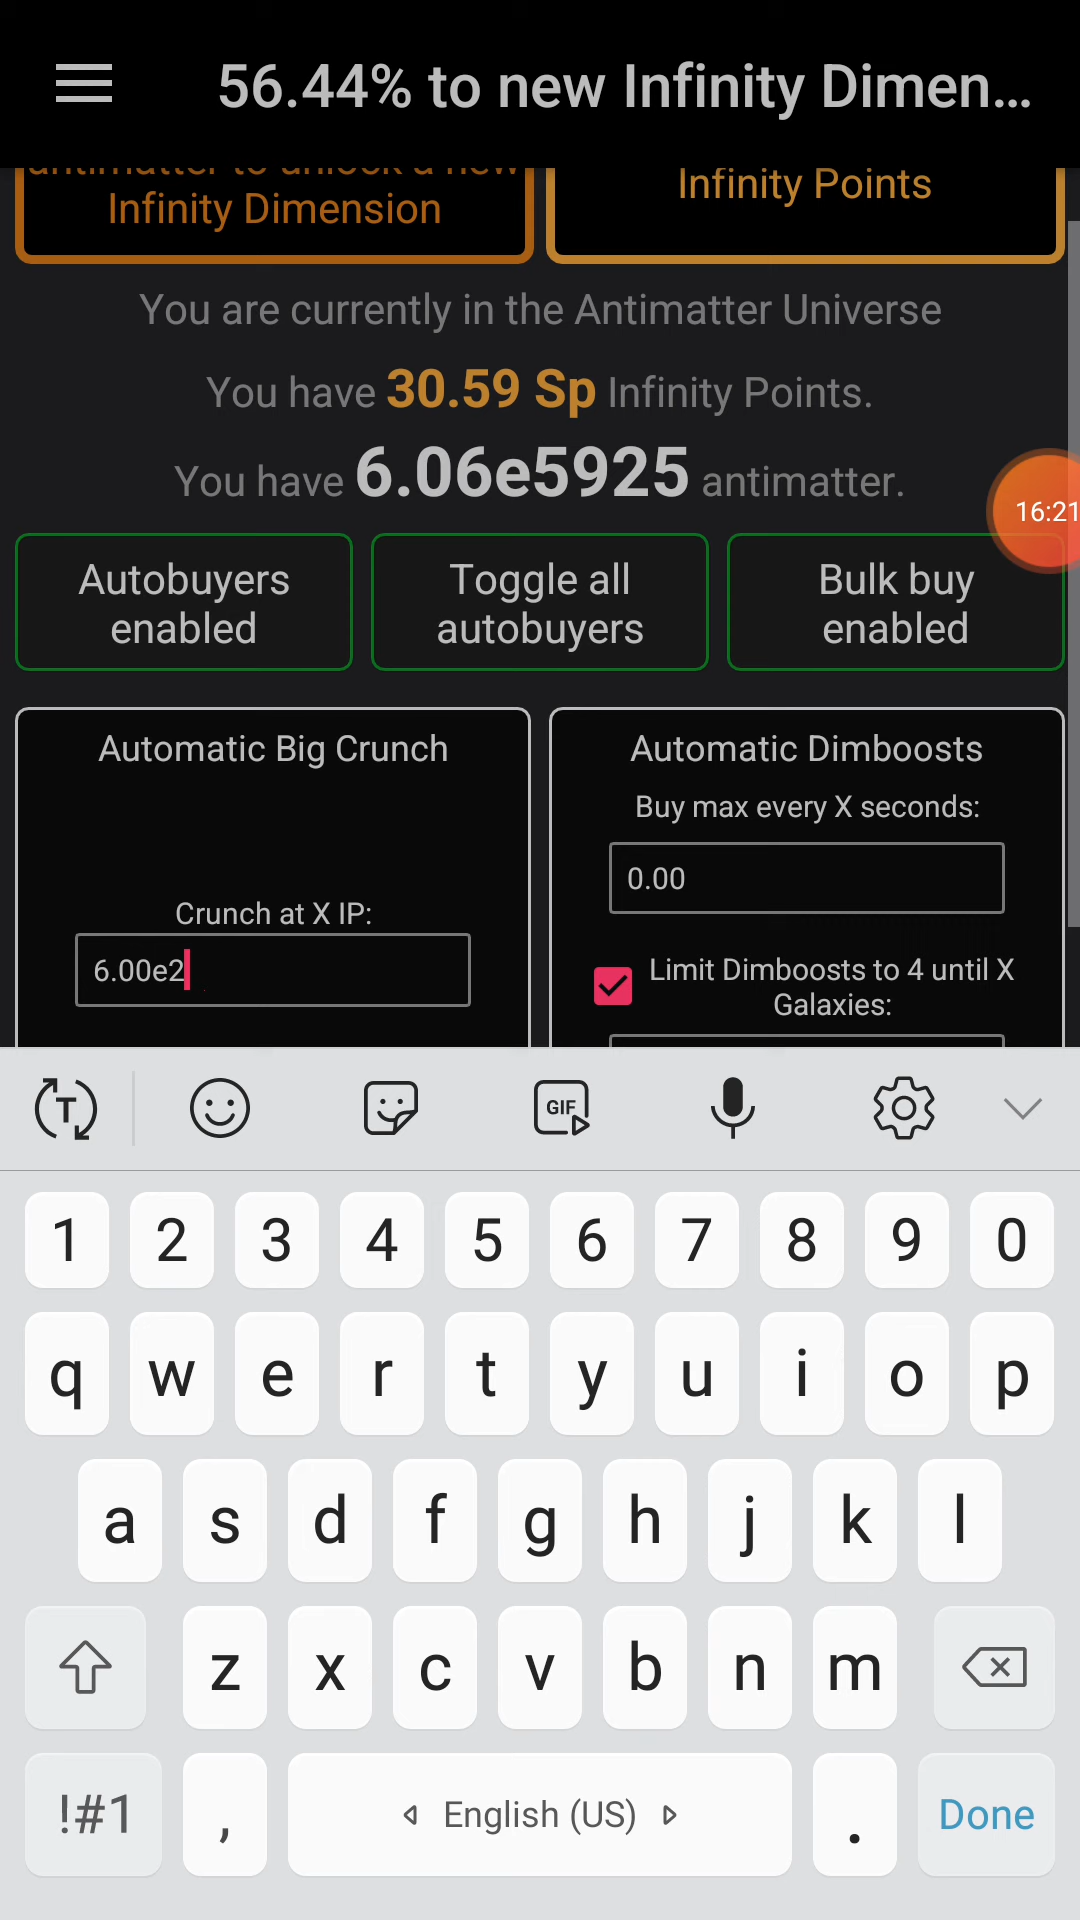 56.44% to new Infinity Dimen...
antimatter to unlock a new
Infinity Dimension
Infinity Points
You are currently in the Antimatter Universe
You have 30.59 Sp Infinity Points.
You have 6.06e5925 antimatter.
16:21
Autobuyers
enabled
Toggle all
autobuyers
Bulk buy
enabled
Automatic Big Crunch
Crunch at X IP:
6.00e2
Automatic Dimboosts
Buy max every X seconds:
0.00
Limit Dimboosts to 4 until X
Galaxies:
T
GIF
1 2 3 4 5 6 7 8 9 0
q w e r t y u i o p
a s d f g h j k l
z x c v b n m
!#1 , English (US) . Done